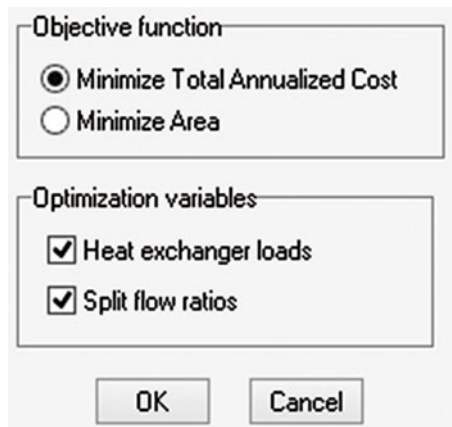 Objective function
Minimize Total Annualized Cost
Minimize Area
Optimization variables
Heat exchanger loads
Split flow ratios
OK
Cancel